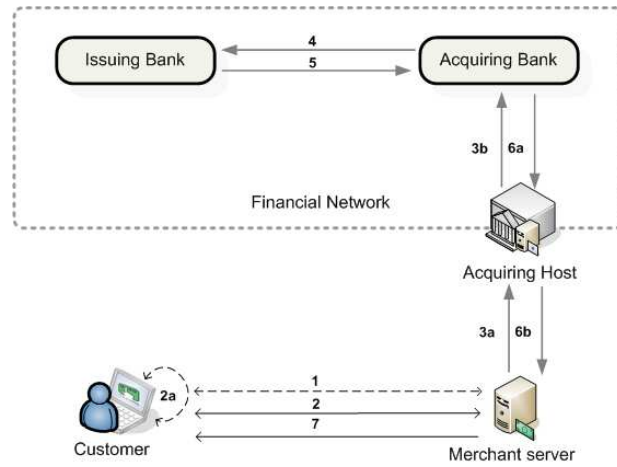 4
Issuing Bank
Acquiring Bank
5
3b
6a
Financial Network
Acquiring Host
3a
6b
1
2a
2
7
Customer
Merchant server